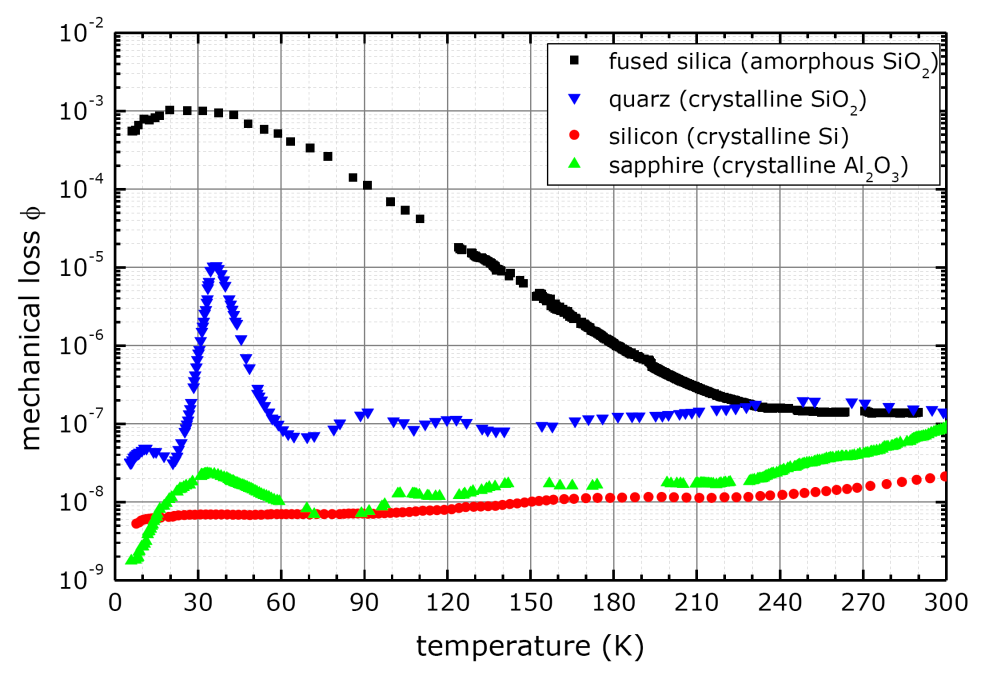 10⁻²
10⁻³
10⁻⁴
10⁻⁵
10⁻⁶
10⁻⁷
10⁻⁸
10⁻⁹
mechanical loss ϕ
fused silica (amorphous SiO₂)
quarz (crystalline SiO₂)
silicon (crystalline Si)
sapphire (crystalline Al₂O₃)
0 30 60 90 120 150 180 210 240 270 300
temperature (K)